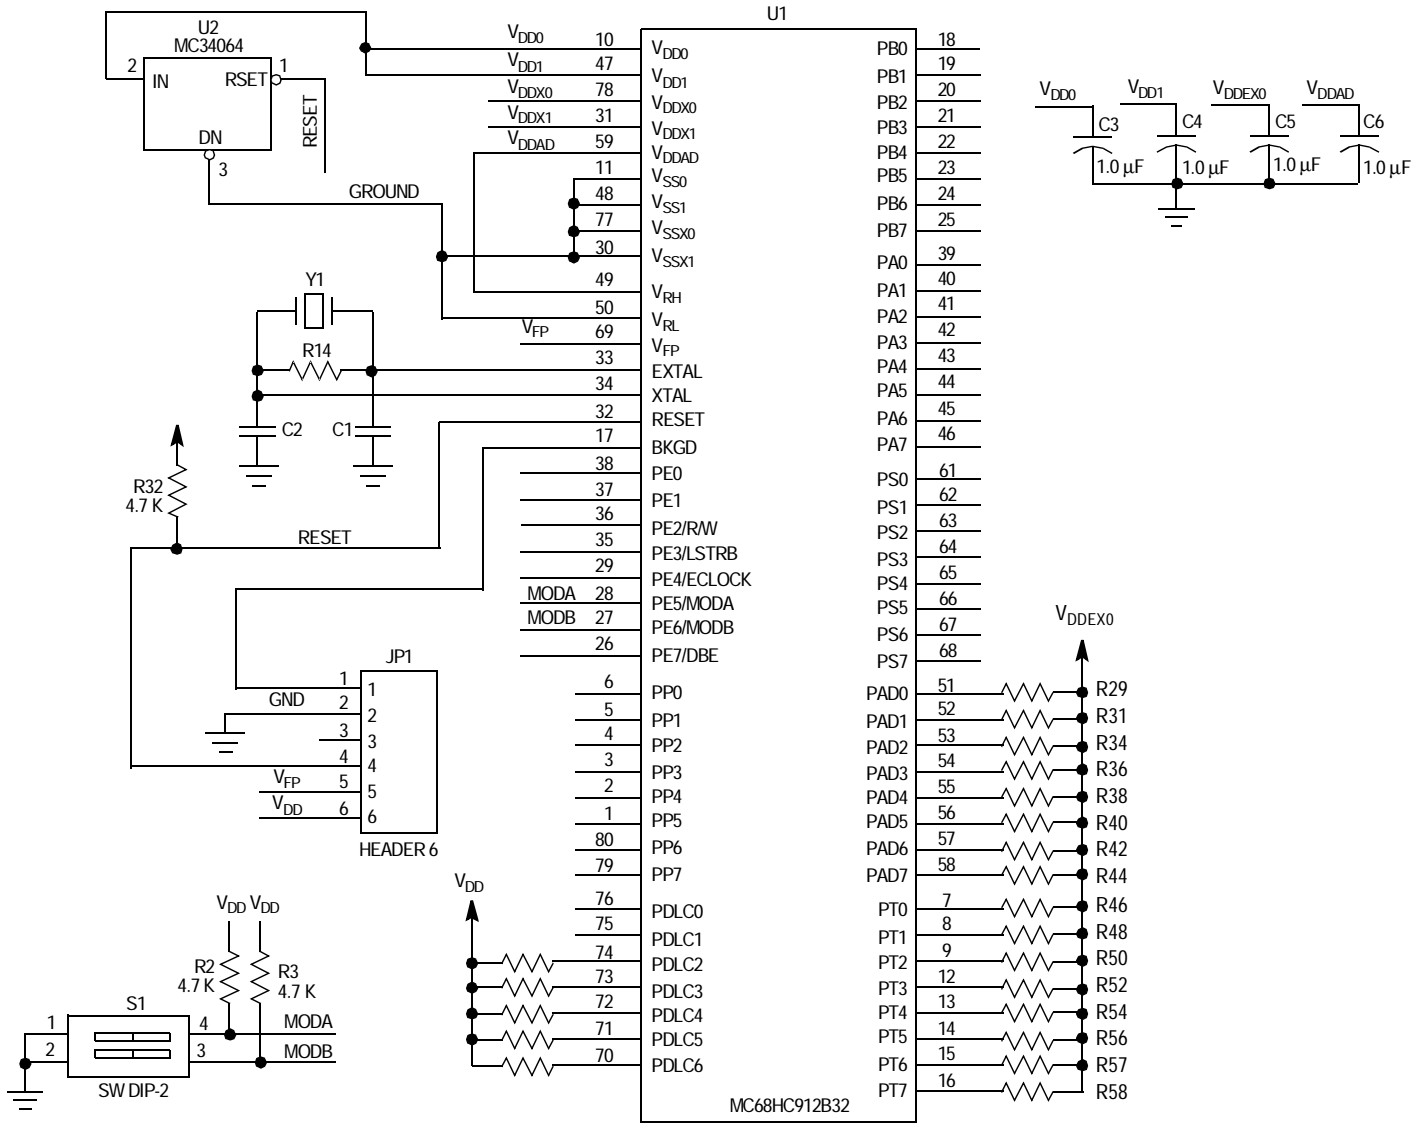 U2
MC34064
2 IN RSET 1
DN
3
RESET
GROUND
U1
VDD0 10 VDD0
VDD1 47 VDD1
VDDX0 78 VDDX0
VDDX1 31 VDDX1
VDDAD 59 VDDAD
11 VSS0
48 VSS1
77 VSSX0
30 VSSX1
49 VRH
50 VRL
VFP 69 VFP
33 EXTAL
34 XTAL
32 RESET
17 BKGD
38 PE0
37 PE1
36 PE2/R/W
35 PE3/LSTRB
29 PE4/ECLOCK
MODA 28 PE5/MODA
MODB 27 PE6/MODB
26 PE7/DBE
6 PP0
5 PP1
4 PP2
3 PP3
2 PP4
1 PP5
80 PP6
79 PP7
76 PDLC0
75 PDLC1
74 PDLC2
73 PDLC3
72 PDLC4
71 PDLC5
70 PDLC6
PB0 18
PB1 19
PB2 20
PB3 21
PB4 22
PB5 23
PB6 24
PB7 25
PA0 39
PA1 40
PA2 41
PA3 42
PA4 43
PA5 44
PA6 45
PA7 46
PS0 61
PS1 62
PS2 63
PS3 64
PS4 65
PS5 66
PS6 67
PS7 68
VDDEX0
PAD0 51 R29
PAD1 52 R31
PAD2 53 R34
PAD3 54 R36
PAD4 55 R38
PAD5 56 R40
PAD6 57 R42
PAD7 58 R44
PT0 7 R46
PT1 8 R48
PT2 9 R50
PT3 12 R52
PT4 13 R54
PT5 14 R56
PT6 15 R57
PT7 16 R58
MC68HC912B32
VDD0 VDD1 VDDEX0 VDDAD
C3 C4 C5 C6
1.0 µF 1.0 µF 1.0 µF 1.0 µF
Y1
R14
C2 C1
R32
4.7 K
RESET
JP1
1 1
GND 2 2
3 3
4 4
VFP 5 5
VDD 6 6
HEADER 6
VDD
VDD VDD
R2
4.7 K
R3
4.7 K
S1
1 4 MODA
2 3 MODB
SW DIP-2